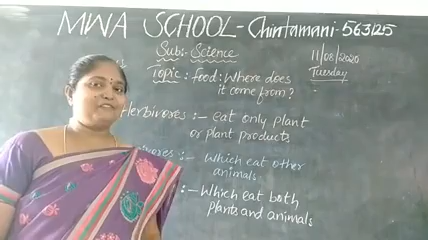 MWA SCHOOL - Chintamani - 563125
Sub:- Science
11/08/2020
Tuesday
Topic : food: Where does
it come from?
Herbivores :- eat only plant
or plant products
:- Which eat other
animals.
:- Which eat both
plants and animals